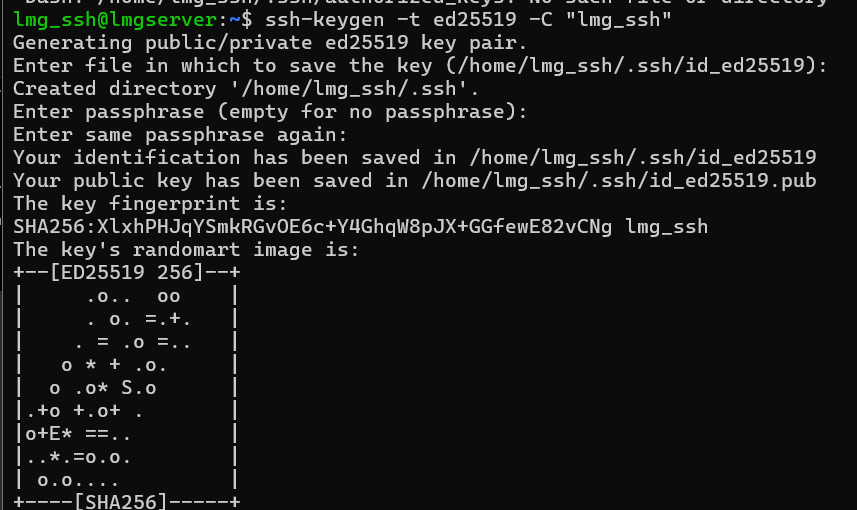 -bash: /home/lmg_ssh/.ssh/authorized_keys: No such file or directory
lmg_ssh@lmgserver:~$ ssh-keygen -t ed25519 -C "lmg_ssh"
Generating public/private ed25519 key pair.
Enter file in which to save the key (/home/lmg_ssh/.ssh/id_ed25519):
Created directory '/home/lmg_ssh/.ssh'.
Enter passphrase (empty for no passphrase):
Enter same passphrase again:
Your identification has been saved in /home/lmg_ssh/.ssh/id_ed25519
Your public key has been saved in /home/lmg_ssh/.ssh/id_ed25519.pub
The key fingerprint is:
SHA256:XlxhPHJqYSmkRGvOE6c+Y4GhqW8pJX+GGfewE82vCNg lmg_ssh
The key's randomart image is:
+--[ED25519 256]--+
|     .o..  oo    |
|     . o. =.+.   |
|    . = .o =..   |
|   o * + .o.     |
|  o .o* S.o      |
|.+o +.o+ .       |
|o+E* ==..        |
|..*.=o.o.        |
| o.o....         |
+----[SHA256]-----+